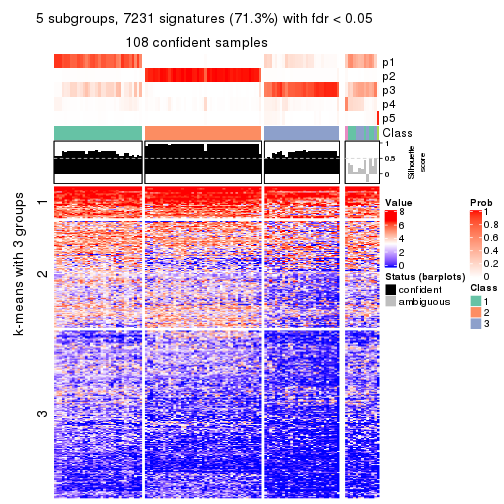 5 subgroups, 7231 signatures (71.3%) with fdr < 0.05
108 confident samples
p1
p2
p3
p4
p5
Class
1
0.5
0
Silhouette
score
k-means with 3 groups
1
2
3
Value
8
6
4
2
0
Status (barplots)
confident
ambiguous
Prob
1
0.8
0.6
0.4
0.2
0
Class
1
2
3